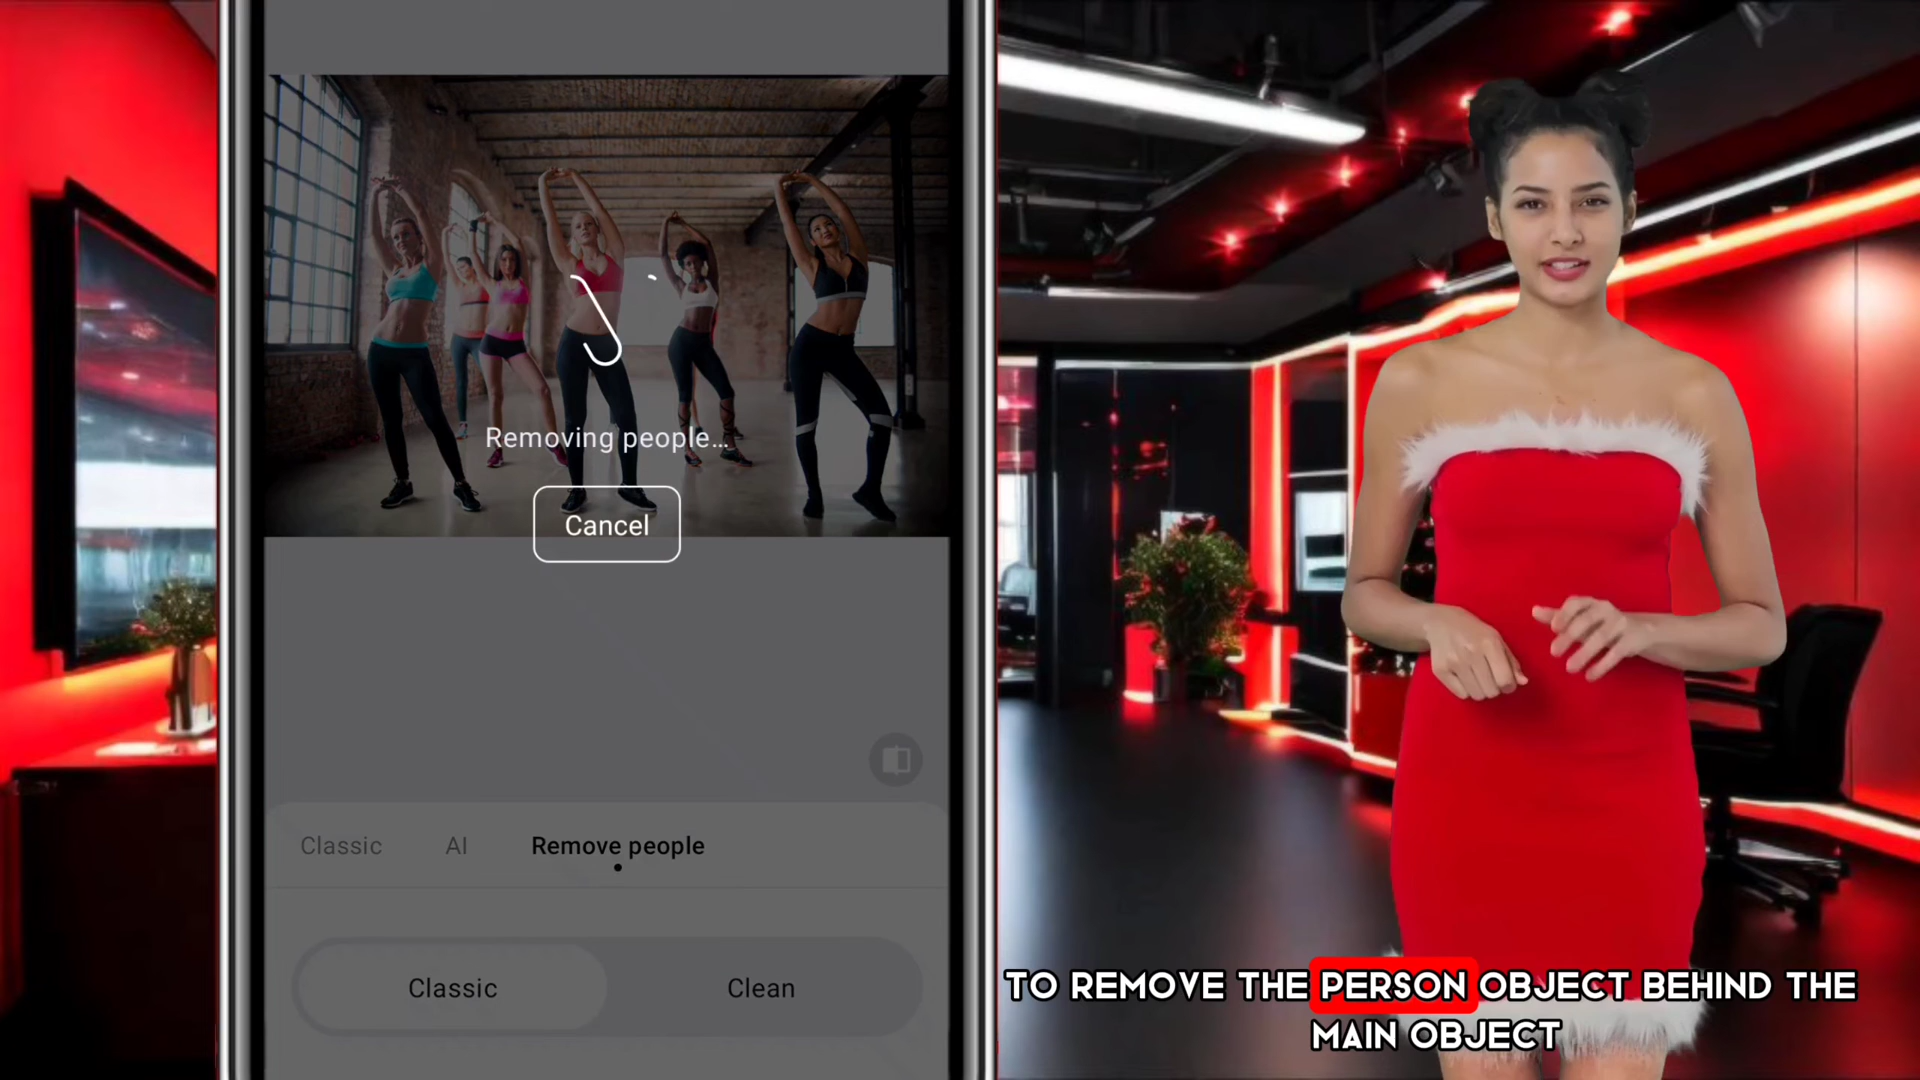 Removing people...
Cancel
Classic AI Remove people
Classic Clean
TO REMOVE THE PERSON OBJECT BEHIND THE
MAIN OBJECT